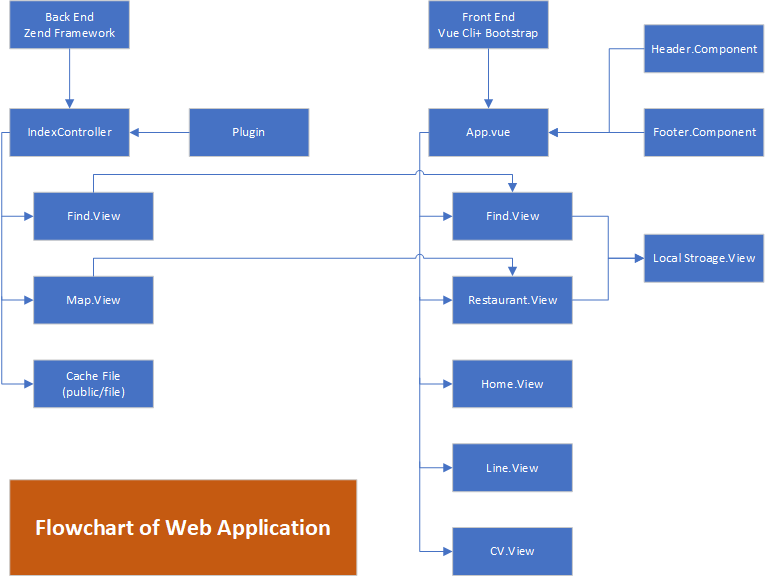 Back End
Zend Framework
Front End
Vue Cli+ Bootstrap
Header.Component
IndexController
Plugin
App.vue
Footer.Component
Find.View
Find.View
Local Stroage.View
Map.View
Restaurant.View
Cache File
(public/file)
Home.View
Line.View
Flowchart of Web Application
CV.View